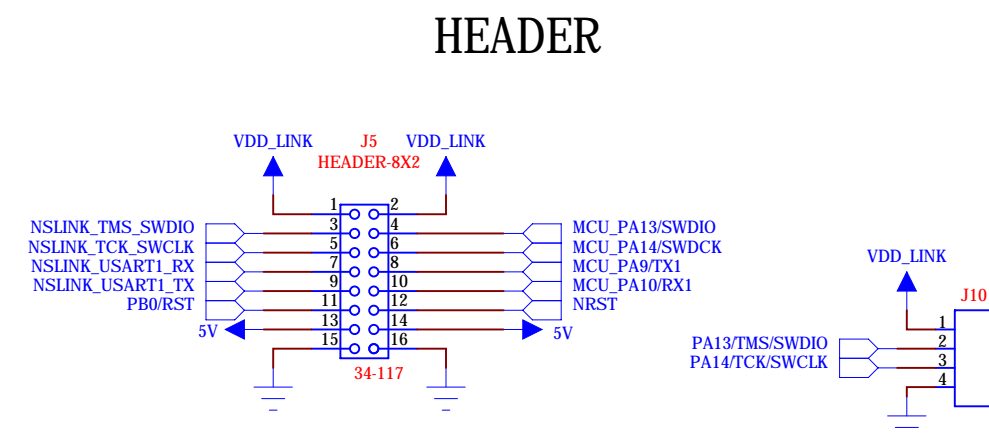 HEADER
VDD_LINK J5 VDD_LINK
HEADER-8X2
1 2
NSLINK_TMS_SWDIO 3 4 MCU_PA13/SWDIO
NSLINK_TCK_SWCLK 5 6 MCU_PA14/SWDCK
NSLINK_USART1_RX 7 8 MCU_PA9/TX1
NSLINK_USART1_TX 9 10 MCU_PA10/RX1
PB0/RST 11 12 NRST
5V 13 14 5V
15 16
34-117
VDD_LINK
J10
1
PA13/TMS/SWDIO 2
PA14/TCK/SWCLK 3
4